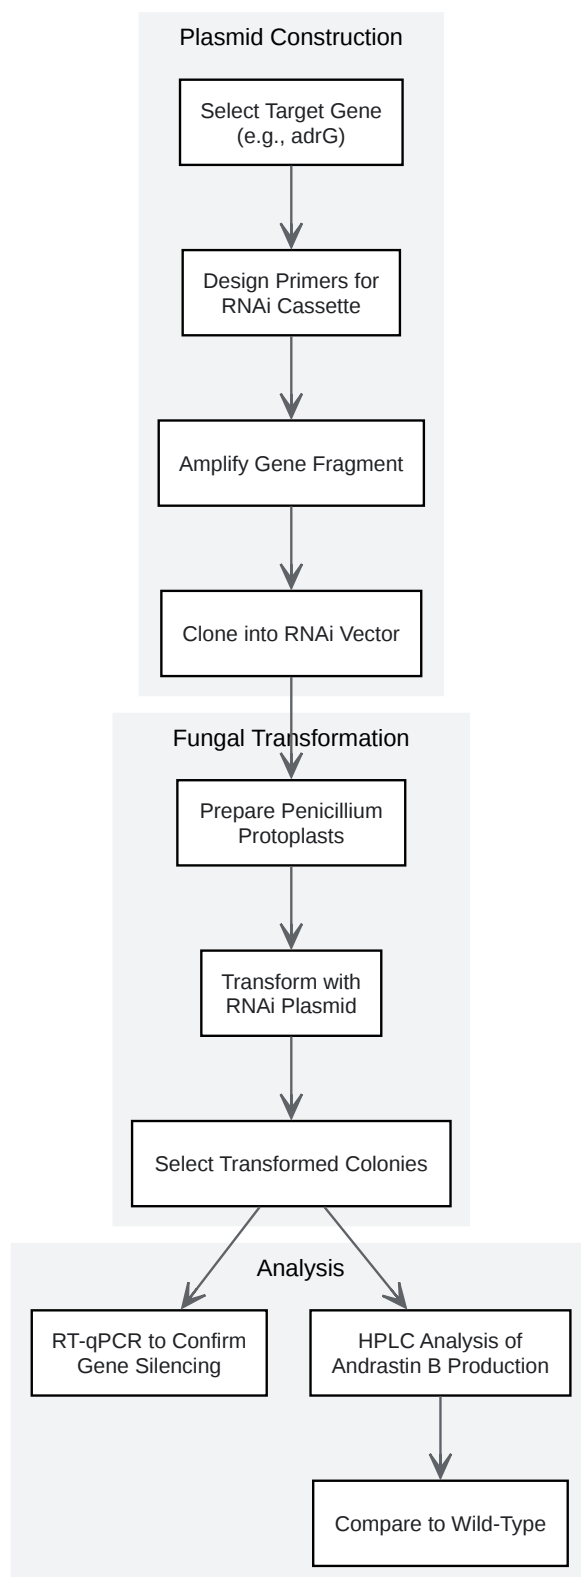 Plasmid Construction
Select Target Gene
(e.g., adrG)
Design Primers for
RNAi Cassette
Amplify Gene Fragment
Clone into RNAi Vector
Fungal Transformation
Prepare Penicillium
Protoplasts
Transform with
RNAi Plasmid
Select Transformed Colonies
Analysis
RT-qPCR to Confirm
Gene Silencing
HPLC Analysis of
Andrastin B Production
Compare to Wild-Type